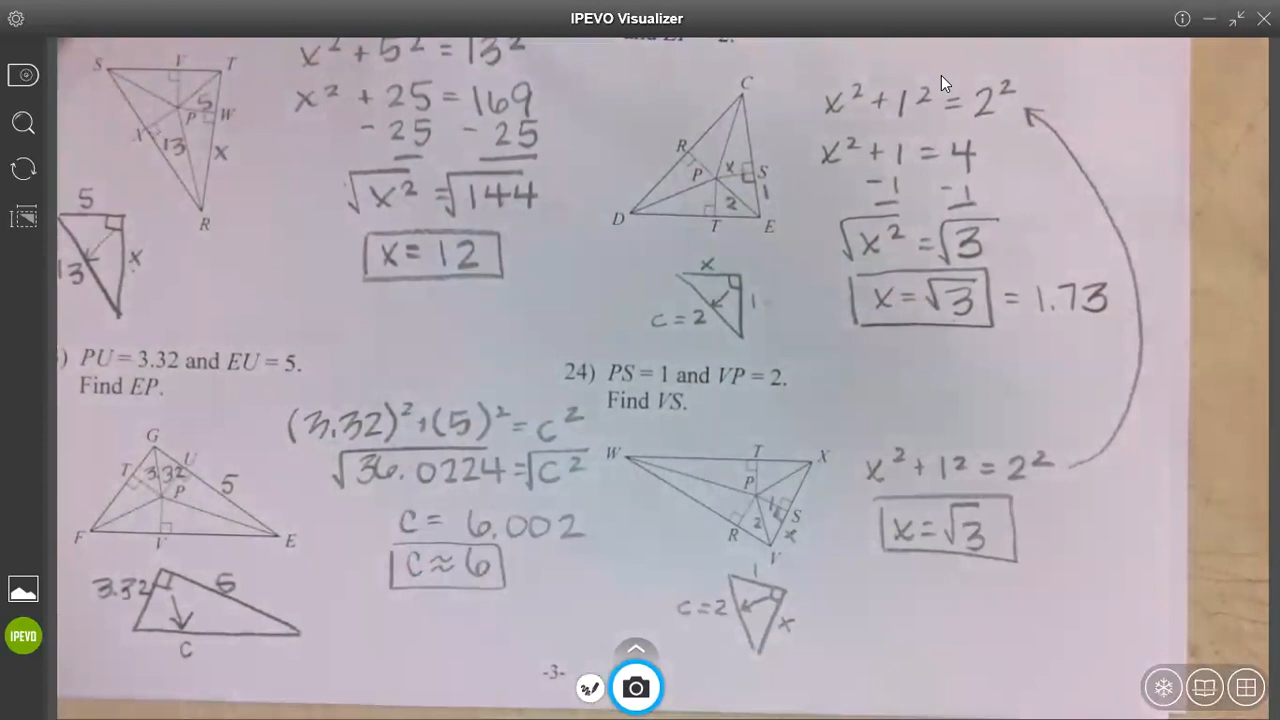 IPEVO Visualizer
x² + 5² = 13²
x² + 25 = 169
- 25 - 25
√x² = √144
x = 12
S V T
5
P W
X 13 x
R
5
13 x
C
R
P x S
1
2
D T E
x
c = 2 1
x² + 1² = 2²
x² + 1 = 4
-1 -1
√x² = √3
x = √3 = 1.73
) PU = 3.32 and EU = 5.
Find EP.
G
T 3.32 U
P 5
F V E
3.32 5
c
(3.32)² + (5)² = c²
√36.0224 = √c²
c = 6.002
c ≈ 6
24) PS = 1 and VP = 2.
Find VS.
W T X
P
1 S
R 2 x
V
1
c = 2 x
x² + 1² = 2²
x = √3
-3-
IPEVO